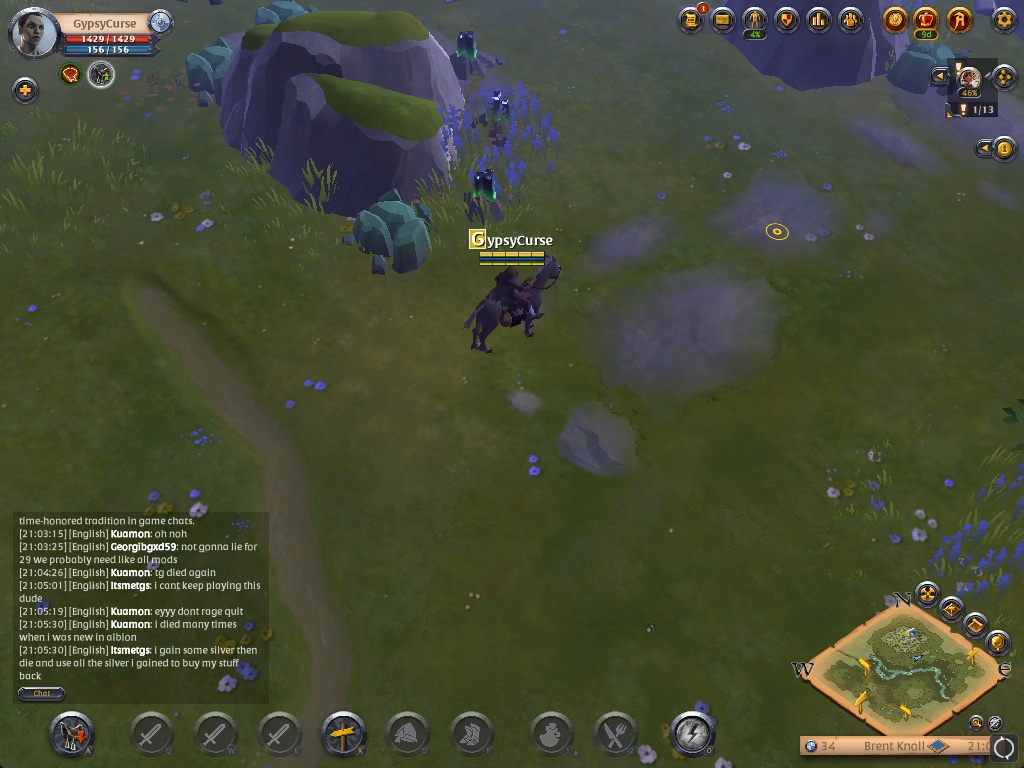 GypsyCurse
1429 / 1429
156 / 156
1
4%
9d
46%
1/13
GypsyCurse
time-honored tradition in game chats.
[21:03:15] [English] Kuamon: oh noh
[21:03:25] [English] Georgibgxd59: not gonna lie for
29 we probably need like all mods
[21:04:26] [English] Kuamon: tg died again
[21:05:01] [English] Itsmetgs: i cant keep playing this
dude
[21:05:19] [English] Kuamon: eyyy dont rage quit
[21:05:30] [English] Kuamon: i died many times
when i was new in albion
[21:05:30] [English] Itsmetgs: i gain some silver then
die and use all the silver i gained to buy my stuff
back
Chat
N
W
E
A
Q
W
E
R
D
F
34
Brent Knoll